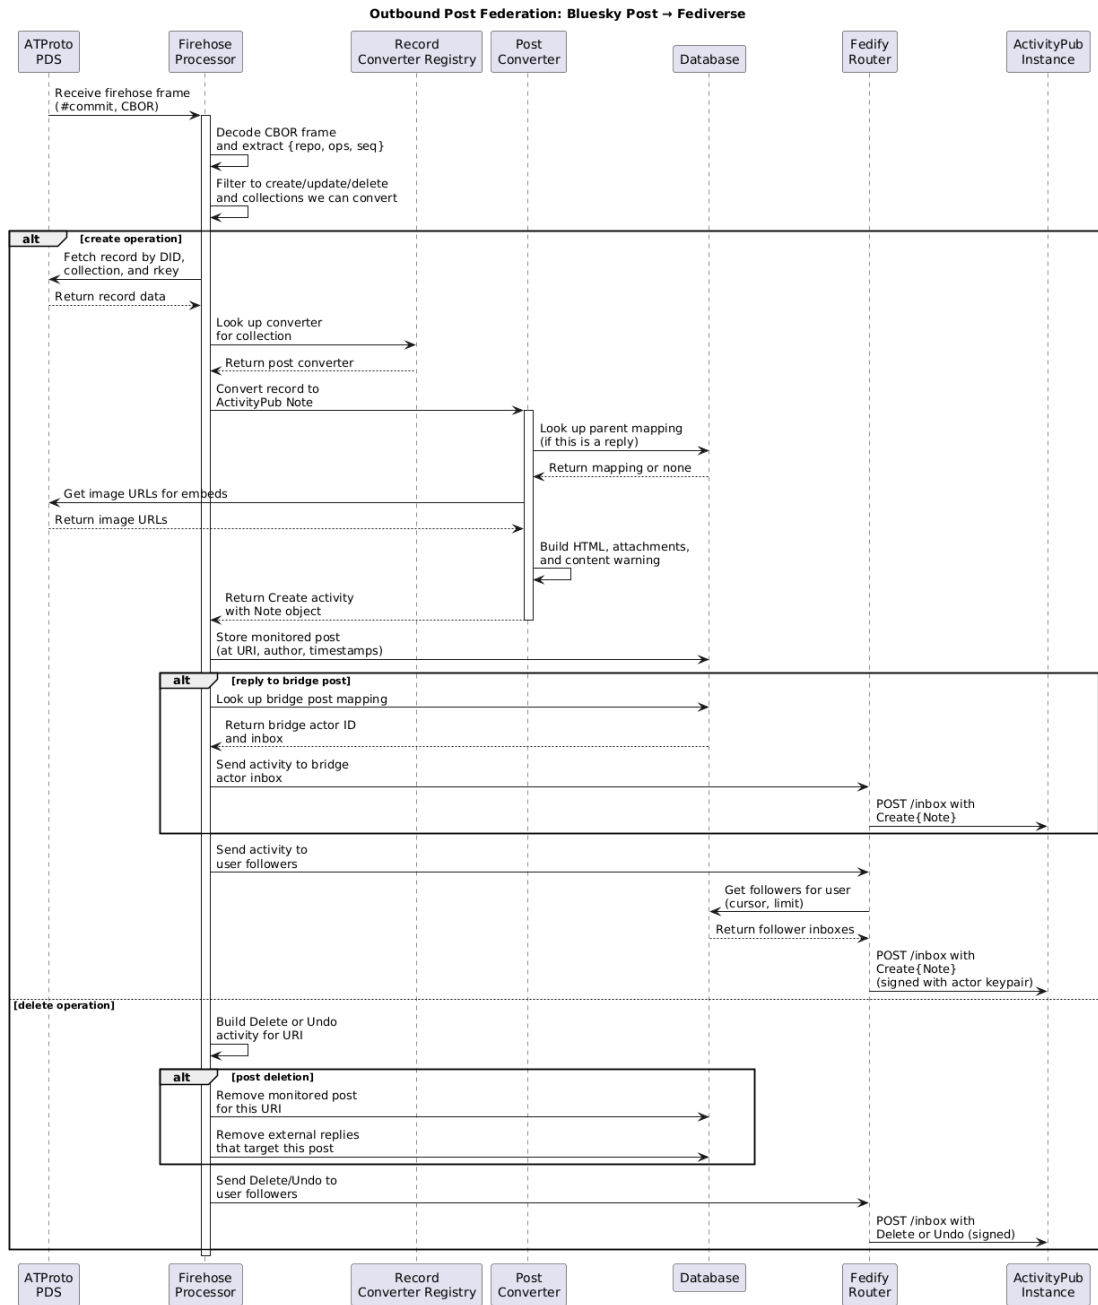 Outbound Post Federation: Bluesky Post → Fediverse
ATProto
PDS
Firehose
Processor
Record
Converter Registry
Post
Converter
Database
Fedify
Router
ActivityPub
Instance
Receive firehose frame
(#commit, CBOR)
Decode CBOR frame
and extract {repo, ops, seq}
Filter to create/update/delete
and collections we can convert
alt [create operation]
Fetch record by DID,
collection, and rkey
Return record data
Look up converter
for collection
Return post converter
Convert record to
ActivityPub Note
Look up parent mapping
(if this is a reply)
Return mapping or none
Get image URLs for embeds
Return image URLs
Build HTML, attachments,
and content warning
Return Create activity
with Note object
Store monitored post
(at URI, author, timestamps)
alt [reply to bridge post]
Look up bridge post mapping
Return bridge actor ID
and inbox
Send activity to bridge
actor inbox
POST /inbox with
Create{Note}
Send activity to
user followers
Get followers for user
(cursor, limit)
Return follower inboxes
POST /inbox with
Create{Note}
(signed with actor keypair)
[delete operation]
Build Delete or Undo
activity for URI
alt [post deletion]
Remove monitored post
for this URI
Remove external replies
that target this post
Send Delete/Undo to
user followers
POST /inbox with
Delete or Undo (signed)
ATProto
PDS
Firehose
Processor
Record
Converter Registry
Post
Converter
Database
Fedify
Router
ActivityPub
Instance